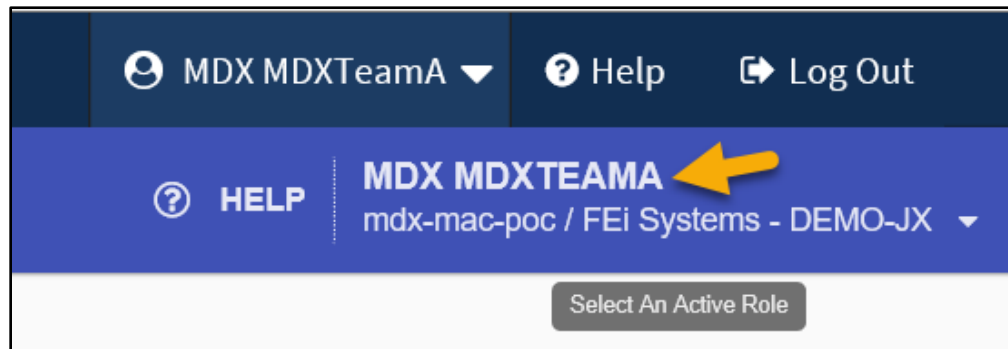 MDX MDXTeamA Help Log Out
HELP
MDX MDXTEAMA
mdx-mac-poc / FEi Systems - DEMO-JX
Select An Active Role